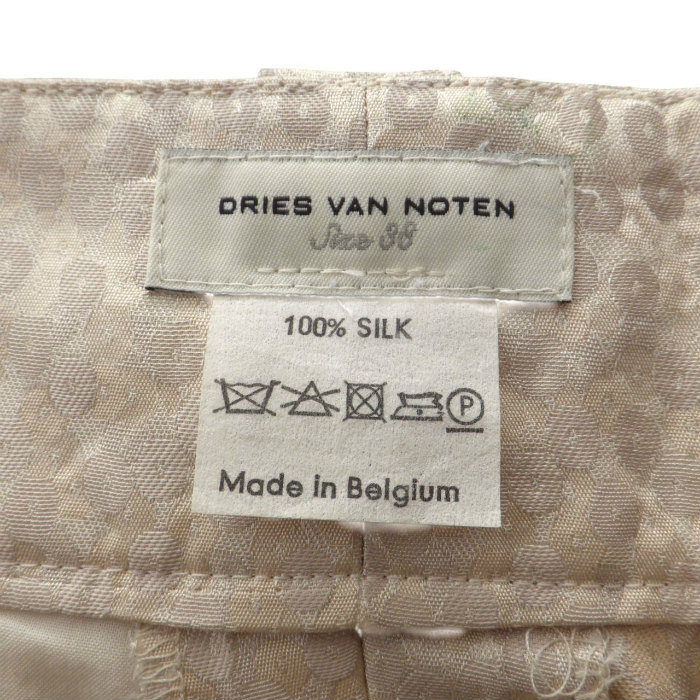 DRIES VAN NOTEN
Size 38
100% SILK
P
Made in Belgium